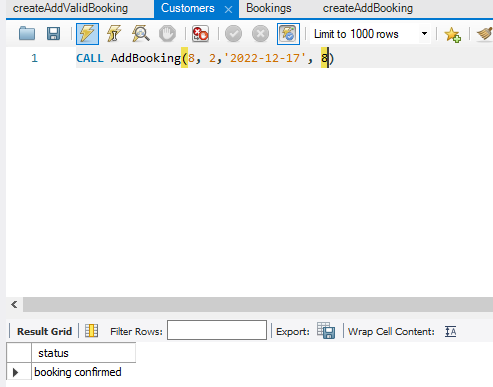 createAddValidBooking Customers × Bookings createAddBooking
Limit to 1000 rows
1 CALL AddBooking(8, 2,'2022-12-17', 8)
Result Grid Filter Rows: Export: Wrap Cell Content: IA
status
booking confirmed